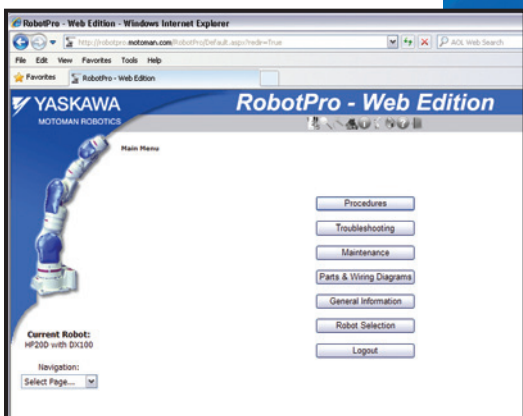 RobotPro - Web Edition - Windows Internet Explorer
http://robotpro.motoman.com/RobotPro/Default.aspx?redir=True
AOL Web Search
File Edit View Favorites Tools Help
Favorites
RobotPro - Web Edition
YASKAWA
MOTOMAN ROBOTICS
RobotPro - Web Edition
Main Menu
Procedures
Troubleshooting
Maintenance
Parts & Wiring Diagrams
General Information
Robot Selection
Logout
Current Robot:
HP20D with DX100
Navigation:
Select Page...